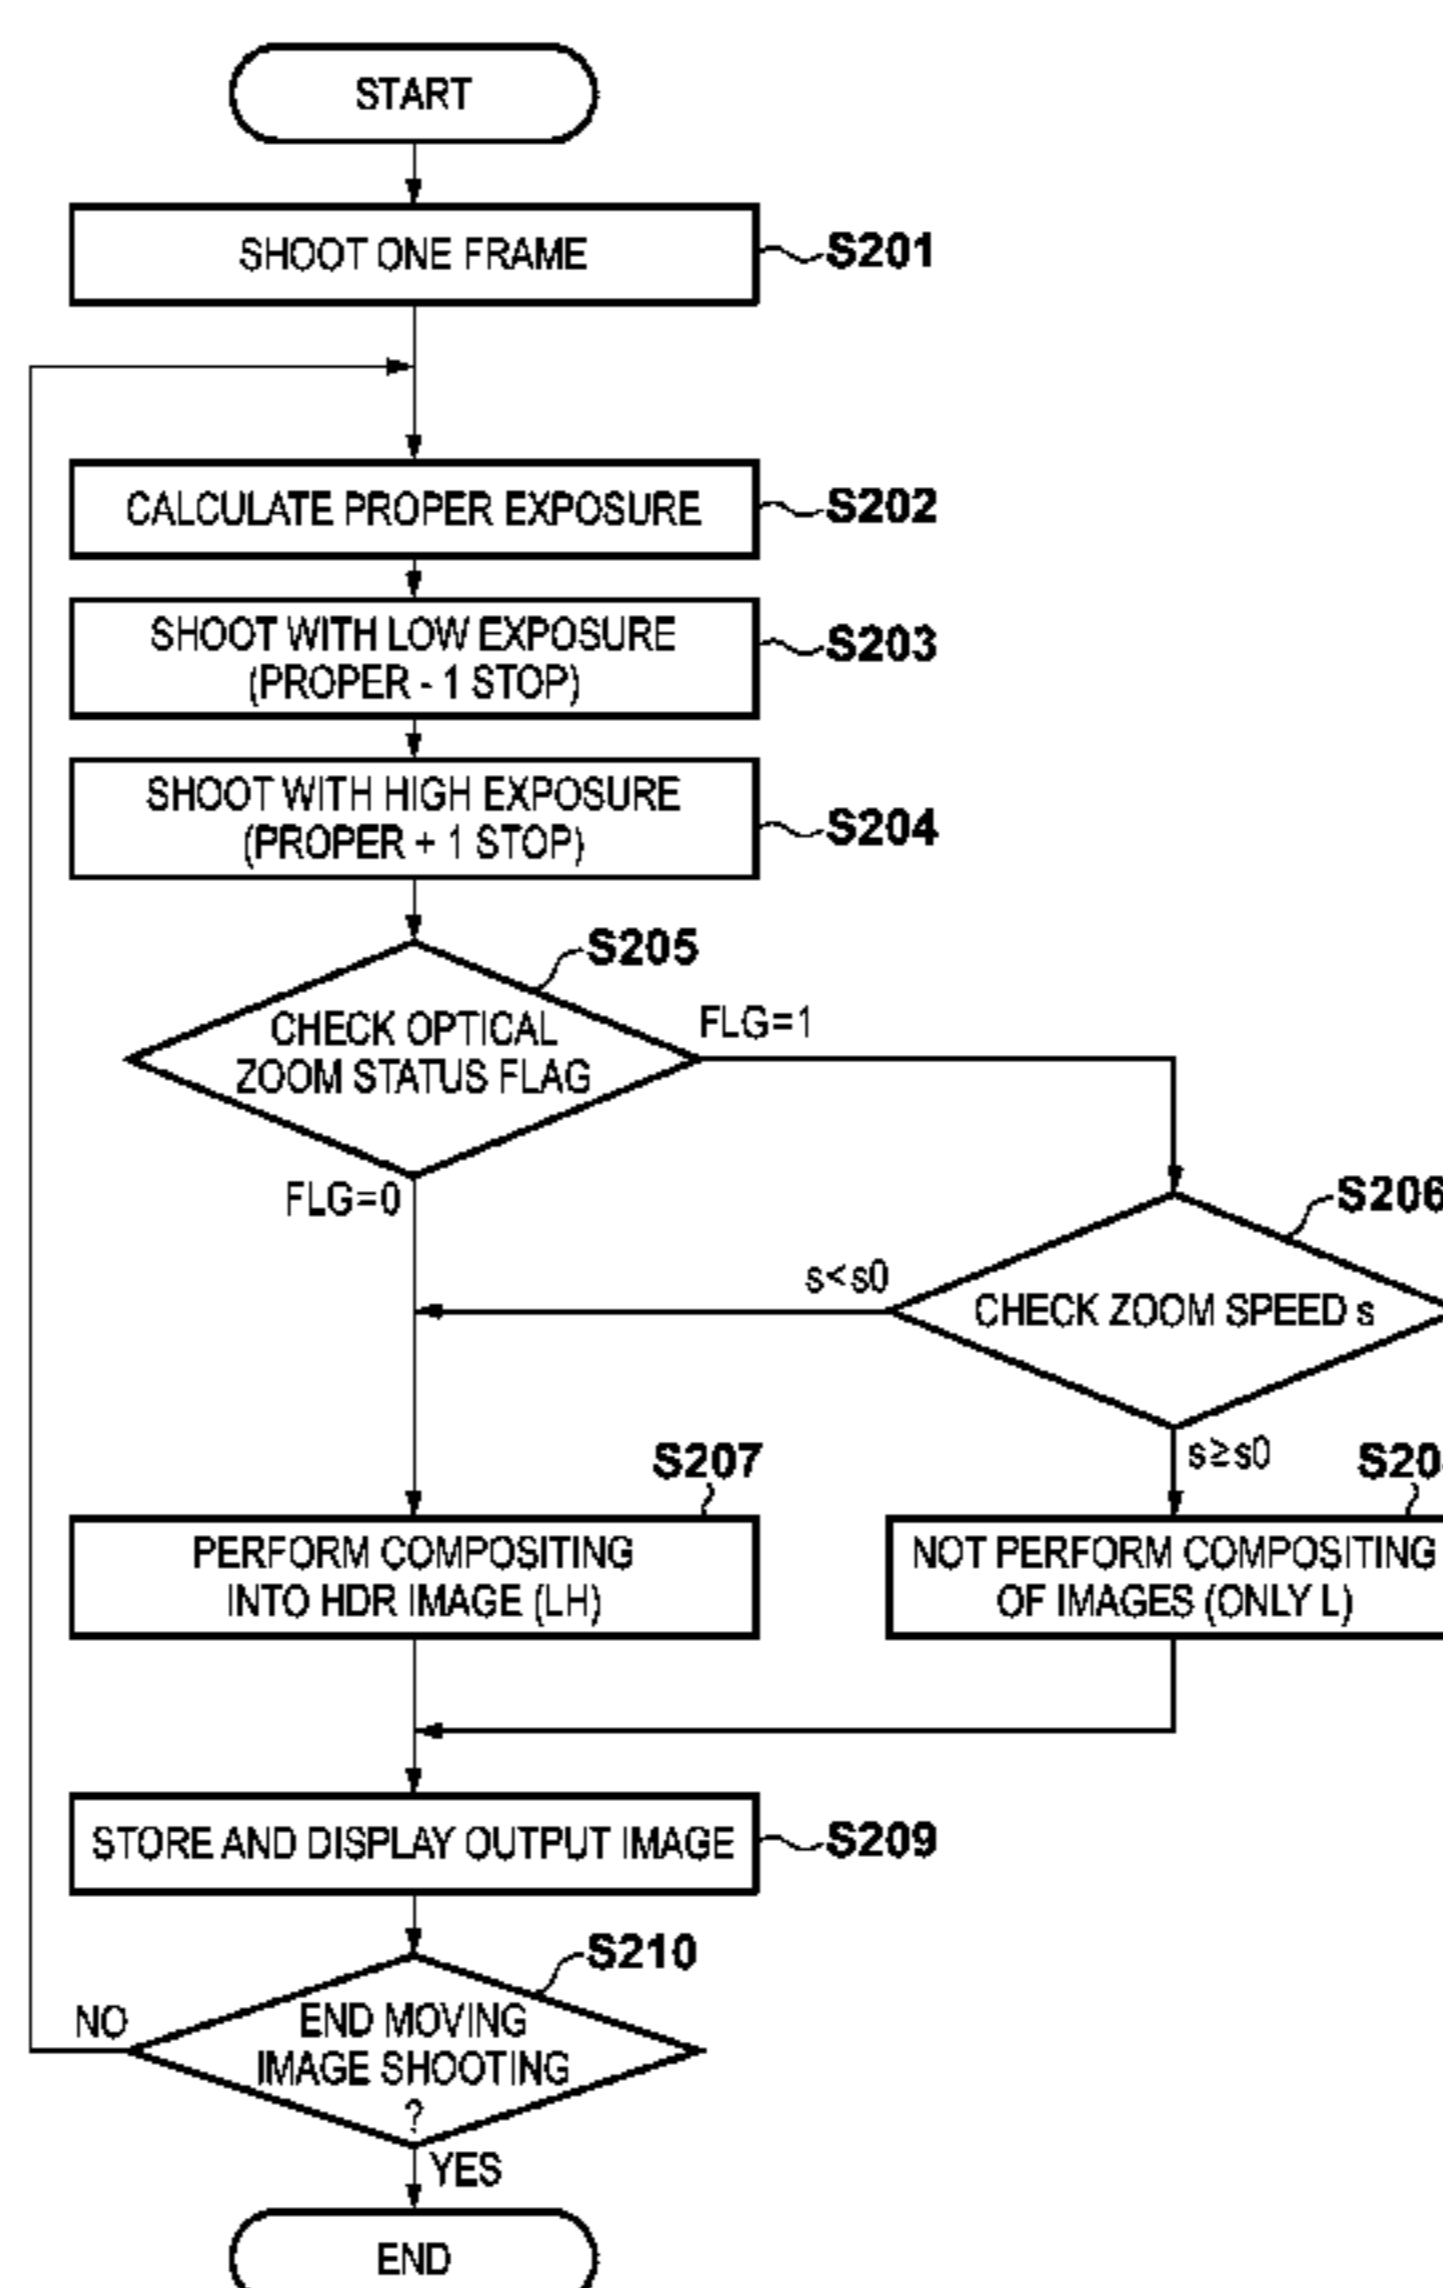 START
SHOOT ONE FRAME
S201
CALCULATE PROPER EXPOSURE
S202
SHOOT WITH LOW EXPOSURE
(PROPER - 1 STOP)
S203
SHOOT WITH HIGH EXPOSURE
(PROPER + 1 STOP)
S204
S205
CHECK OPTICAL
ZOOM STATUS FLAG
FLG=1
FLG=0
S206
CHECK ZOOM SPEED s
s<s0
s≥s0
S207
PERFORM COMPOSITING
INTO HDR IMAGE (LH)
NOT PERFORM COMPOSITING
OF IMAGES (ONLY L)
STORE AND DISPLAY OUTPUT IMAGE
S209
S210
END MOVING
IMAGE SHOOTING
?
NO
YES
END